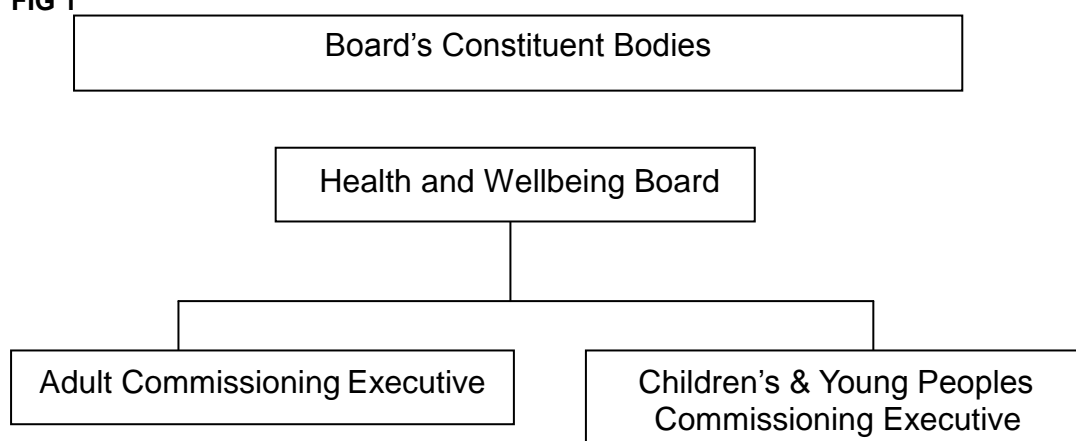 FIG 1
Board’s Constituent Bodies
Health and Wellbeing Board
Adult Commissioning Executive
Children’s & Young Peoples
Commissioning Executive